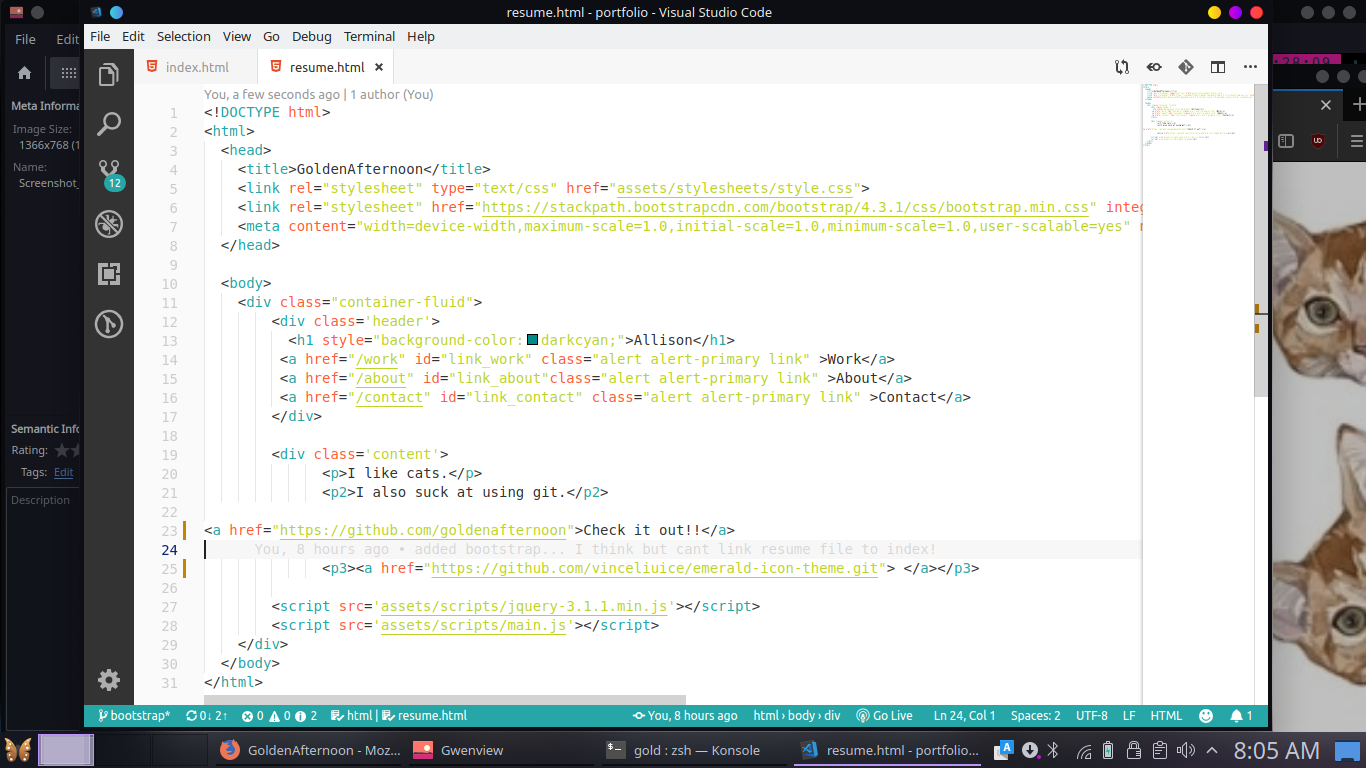 resume.html - portfolio - Visual Studio Code
File Edit
File Edit Selection View Go Debug Terminal Help
index.html resume.html
Meta Informa
Image Size:
1366x768 (1
Name:
Screenshot_
Semantic Info
Rating:
Tags: Edit
Description
12
You, a few seconds ago | 1 author (You)
1 <!DOCTYPE html>
2 <html>
3 <head>
4 <title>GoldenAfternoon</title>
5 <link rel="stylesheet" type="text/css" href="assets/stylesheets/style.css">
6 <link rel="stylesheet" href="https://stackpath.bootstrapcdn.com/bootstrap/4.3.1/css/bootstrap.min.css" integ
7 <meta content="width=device-width,maximum-scale=1.0,initial-scale=1.0,minimum-scale=1.0,user-scalable=yes"
8 </head>
9
10 <body>
11 <div class="container-fluid">
12 <div class='header'>
13 <h1 style="background-color:darkcyan;">Allison</h1>
14 <a href="/work" id="link_work" class="alert alert-primary link" >Work</a>
15 <a href="/about" id="link_about"class="alert alert-primary link" >About</a>
16 <a href="/contact" id="link_contact" class="alert alert-primary link" >Contact</a>
17 </div>
18
19 <div class='content'>
20 <p>I like cats.</p>
21 <p2>I also suck at using git.</p2>
22
23 <a href="https://github.com/goldenafternoon">Check it out!!</a>
24 You, 8 hours ago • added bootstrap... I think but cant link resume file to index!
25 <p3><a href="https://github.com/vinceliuice/emerald-icon-theme.git"> </a></p3>
26
27 <script src='assets/scripts/jquery-3.1.1.min.js'></script>
28 <script src='assets/scripts/main.js'></script>
29 </div>
30 </body>
31 </html>
bootstrap* 0↓ 2↑ 0 0 2 html | resume.html You, 8 hours ago html › body › div Go Live Ln 24, Col 1 Spaces: 2 UTF-8 LF HTML 1
GoldenAfternoon - Moz... Gwenview gold : zsh — Konsole resume.html - portfolio... 8:05 AM